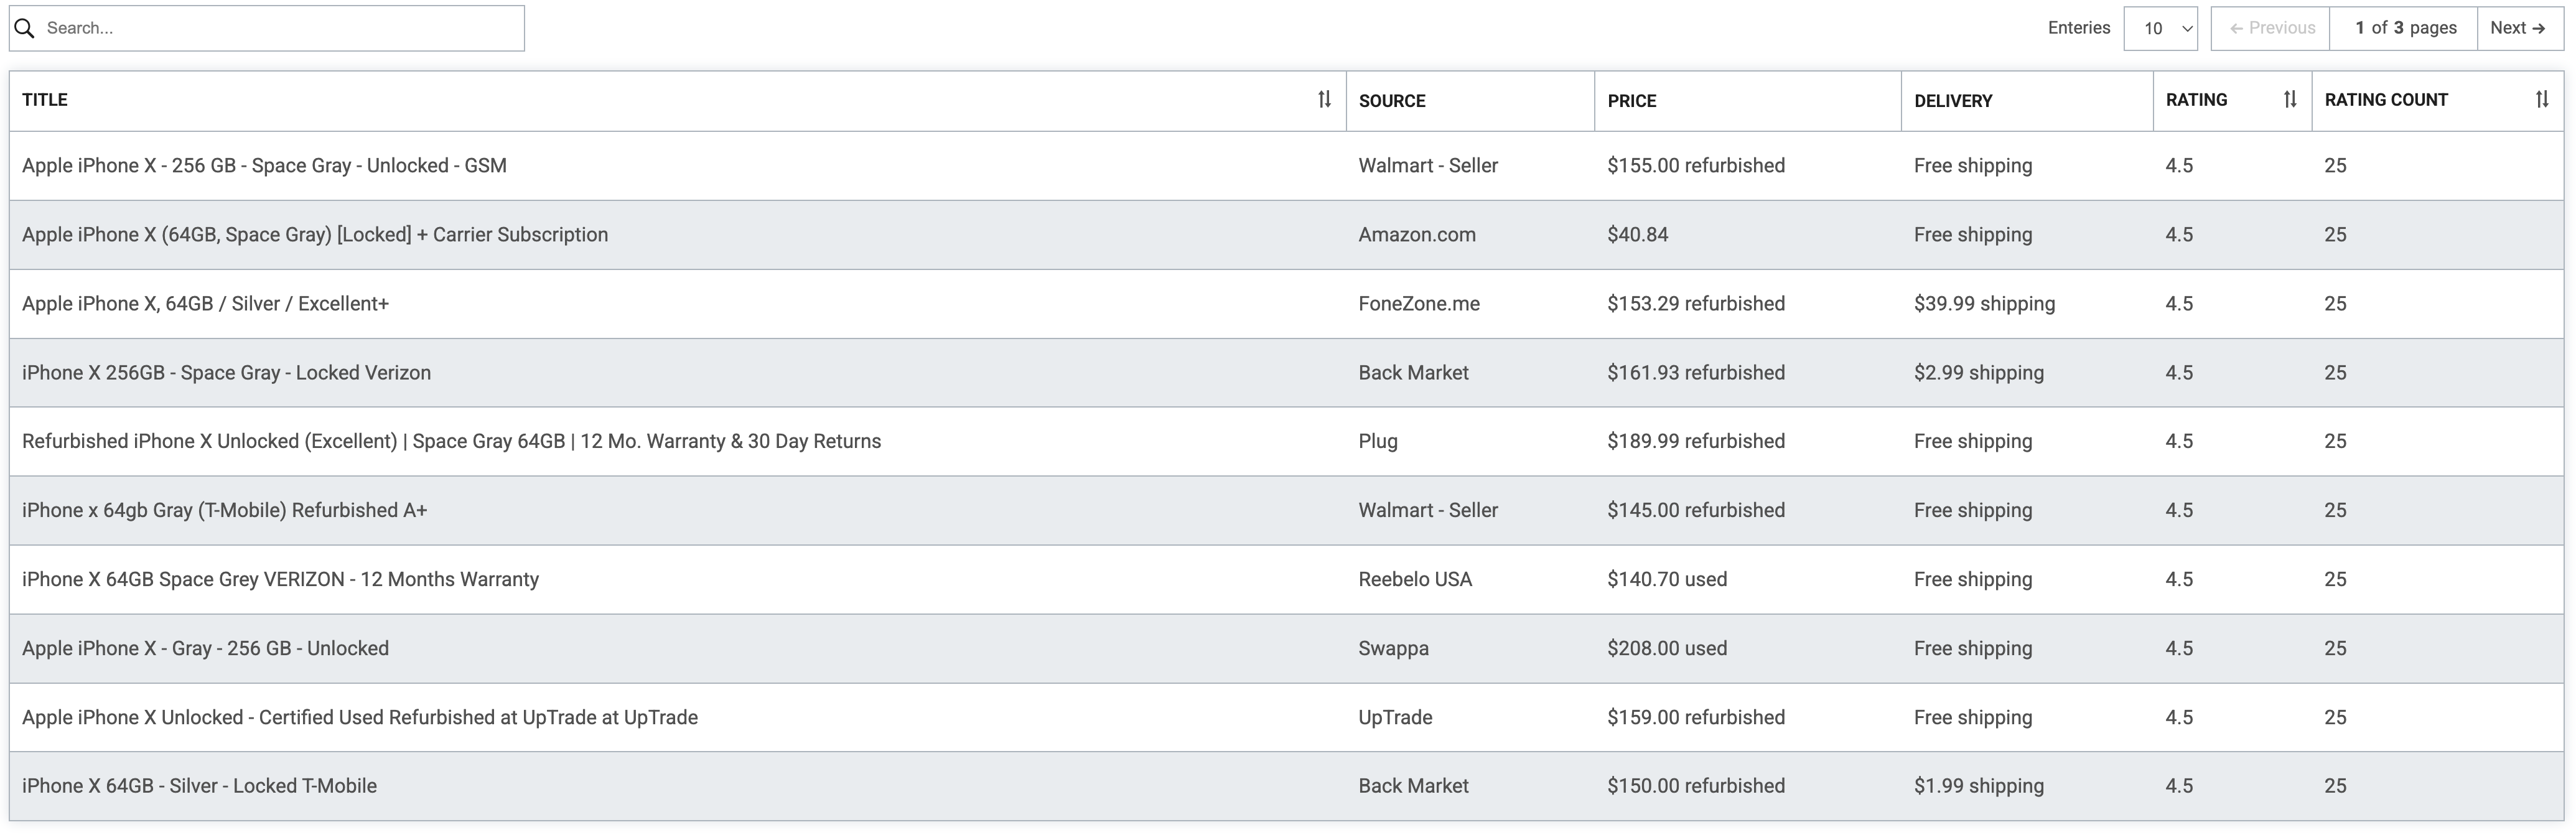 Search...
Enteries 10 ← Previous 1 of 3 pages Next →
TITLE SOURCE PRICE DELIVERY RATING RATING COUNT
Apple iPhone X - 256 GB - Space Gray - Unlocked - GSM Walmart - Seller $155.00 refurbished Free shipping 4.5 25
Apple iPhone X (64GB, Space Gray) [Locked] + Carrier Subscription Amazon.com $40.84 Free shipping 4.5 25
Apple iPhone X, 64GB / Silver / Excellent+ FoneZone.me $153.29 refurbished $39.99 shipping 4.5 25
iPhone X 256GB - Space Gray - Locked Verizon Back Market $161.93 refurbished $2.99 shipping 4.5 25
Refurbished iPhone X Unlocked (Excellent) | Space Gray 64GB | 12 Mo. Warranty & 30 Day Returns Plug $189.99 refurbished Free shipping 4.5 25
iPhone x 64gb Gray (T-Mobile) Refurbished A+ Walmart - Seller $145.00 refurbished Free shipping 4.5 25
iPhone X 64GB Space Grey VERIZON - 12 Months Warranty Reebelo USA $140.70 used Free shipping 4.5 25
Apple iPhone X - Gray - 256 GB - Unlocked Swappa $208.00 used Free shipping 4.5 25
Apple iPhone X Unlocked - Certified Used Refurbished at UpTrade at UpTrade UpTrade $159.00 refurbished Free shipping 4.5 25
iPhone X 64GB - Silver - Locked T-Mobile Back Market $150.00 refurbished $1.99 shipping 4.5 25